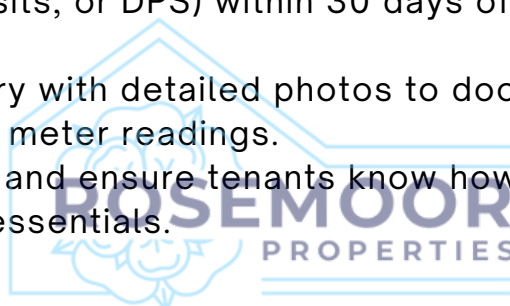 sits, or DPS) within 30 days of
ry with detailed photos to doc
meter readings.
and ensure tenants know how
essentials.
ROSEMOOR
PROPERTIES